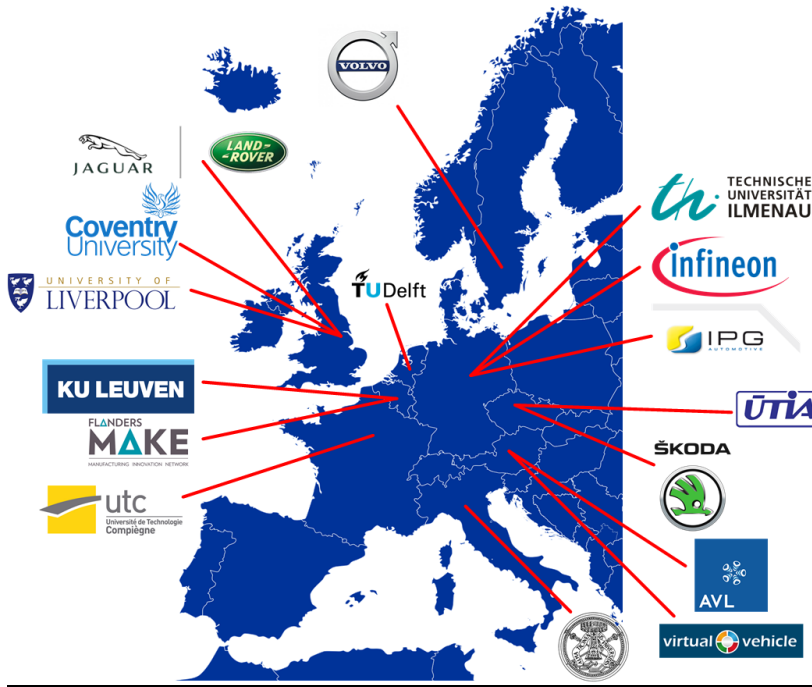 VOLVO
JAGUAR
LAND-
-ROVER
Coventry
University
UNIVERSITY OF
LIVERPOOL
TUDelft
TECHNISCHE
UNIVERSITÄT
ILMENAU
infineon
IPG
AUTOMOTIVE
KU LEUVEN
FLANDERS
MAKE
MANUFACTURING INNOVATION NETWORK
ÚTIA
ŠKODA
utc
Université de Technologie
Compiègne
AVL
virtual vehicle